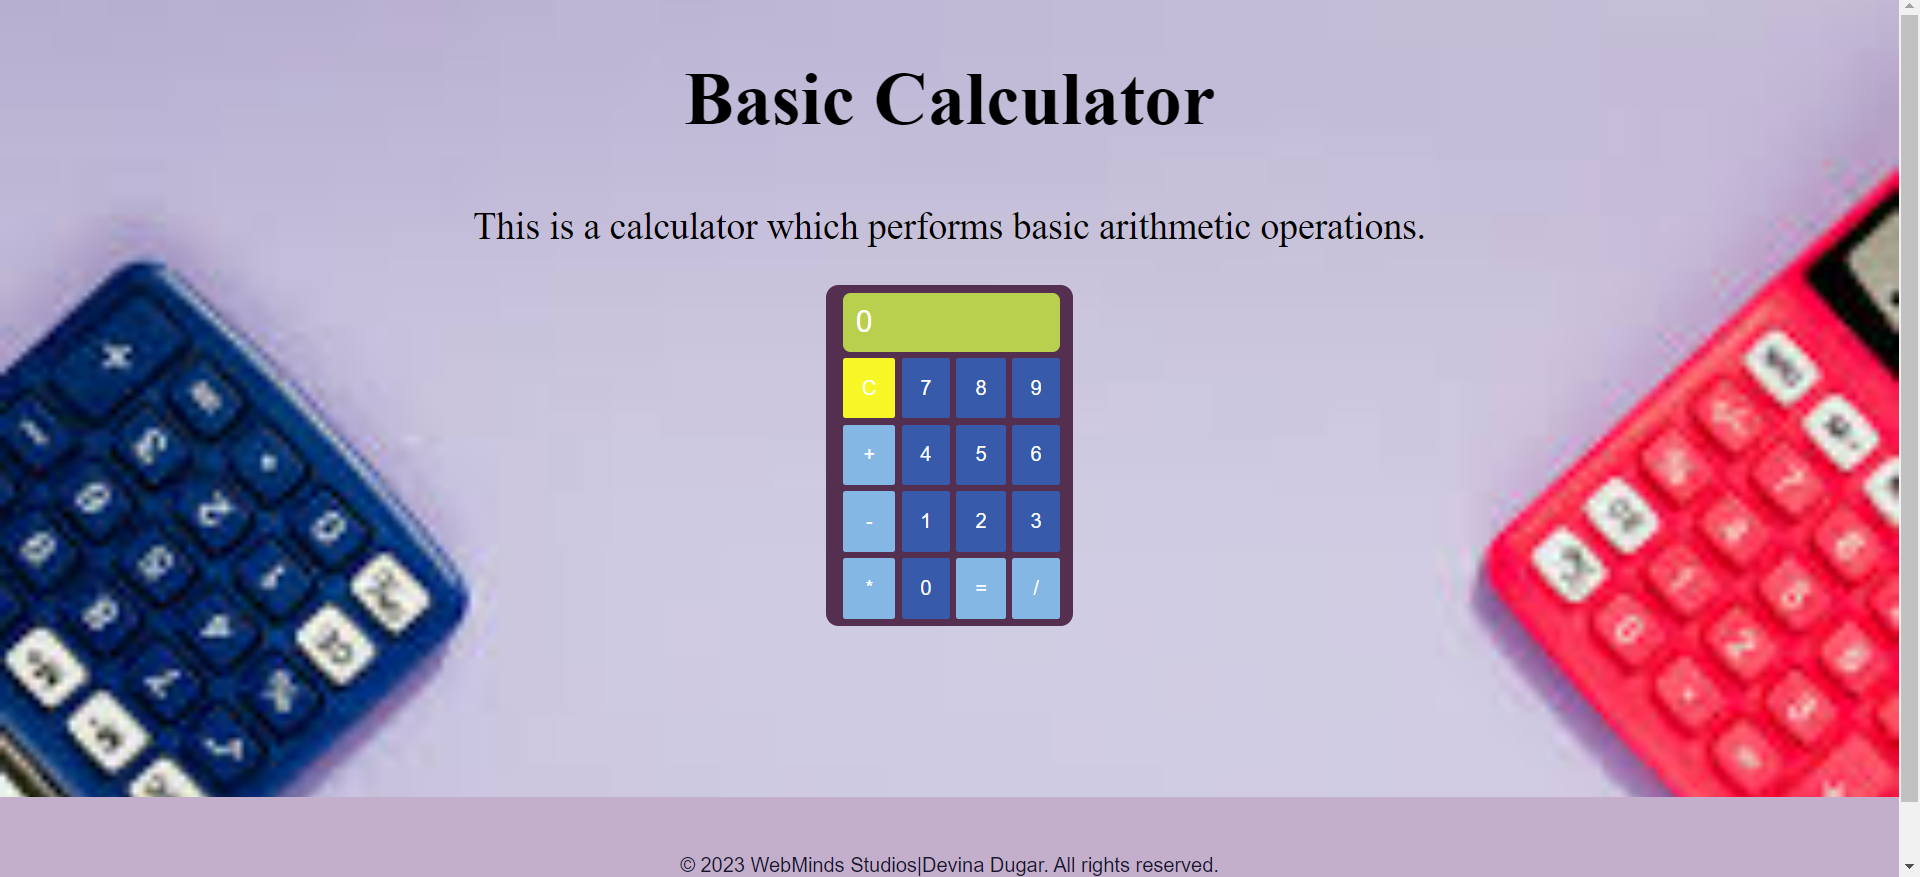 Basic Calculator
This is a calculator which performs basic arithmetic operations.
0
C 7 8 9
+ 4 5 6
- 1 2 3
* 0 = /
© 2023 WebMinds Studios|Devina Dugar. All rights reserved.